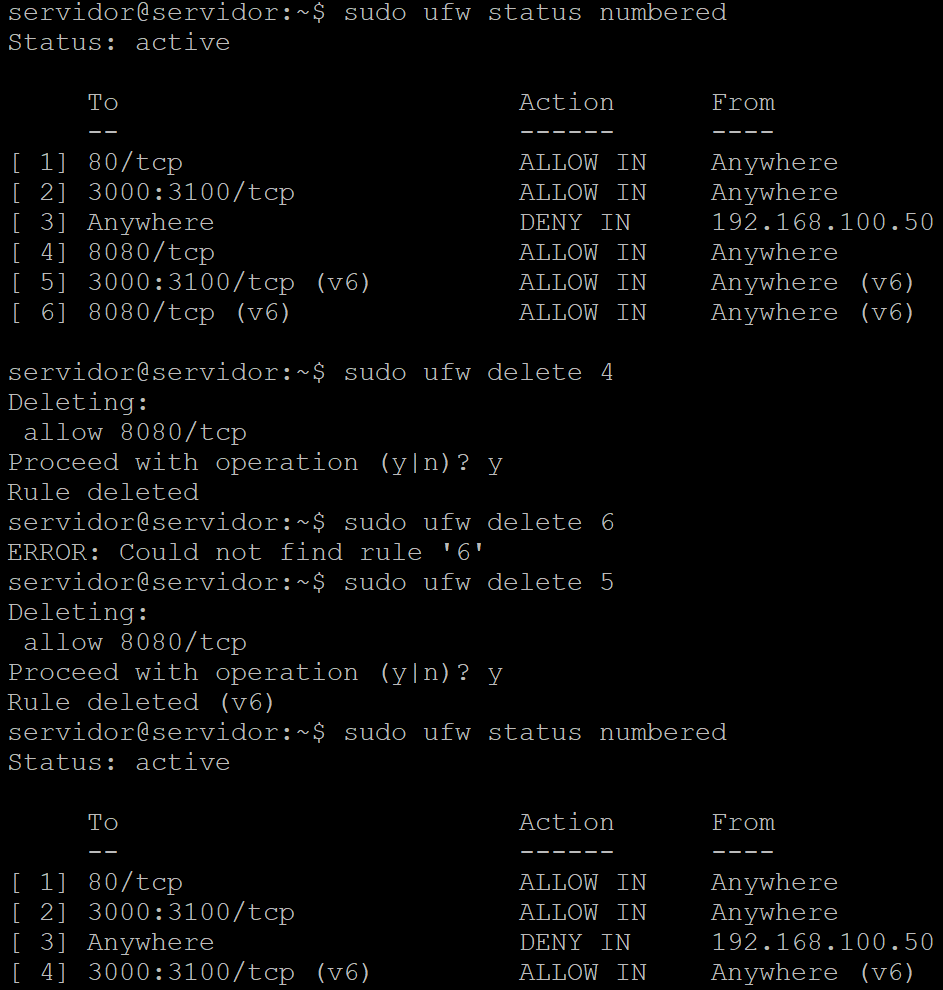 servidor@servidor:~$ sudo ufw status numbered
Status: active

     To                         Action      From
     --                         ------      ----
[ 1] 80/tcp                     ALLOW IN    Anywhere
[ 2] 3000:3100/tcp              ALLOW IN    Anywhere
[ 3] Anywhere                   DENY IN     192.168.100.50
[ 4] 8080/tcp                   ALLOW IN    Anywhere
[ 5] 3000:3100/tcp (v6)         ALLOW IN    Anywhere (v6)
[ 6] 8080/tcp (v6)              ALLOW IN    Anywhere (v6)

servidor@servidor:~$ sudo ufw delete 4
Deleting:
 allow 8080/tcp
Proceed with operation (y|n)? y
Rule deleted
servidor@servidor:~$ sudo ufw delete 6
ERROR: Could not find rule '6'
servidor@servidor:~$ sudo ufw delete 5
Deleting:
 allow 8080/tcp
Proceed with operation (y|n)? y
Rule deleted (v6)
servidor@servidor:~$ sudo ufw status numbered
Status: active

     To                         Action      From
     --                         ------      ----
[ 1] 80/tcp                     ALLOW IN    Anywhere
[ 2] 3000:3100/tcp              ALLOW IN    Anywhere
[ 3] Anywhere                   DENY IN     192.168.100.50
[ 4] 3000:3100/tcp (v6)         ALLOW IN    Anywhere (v6)